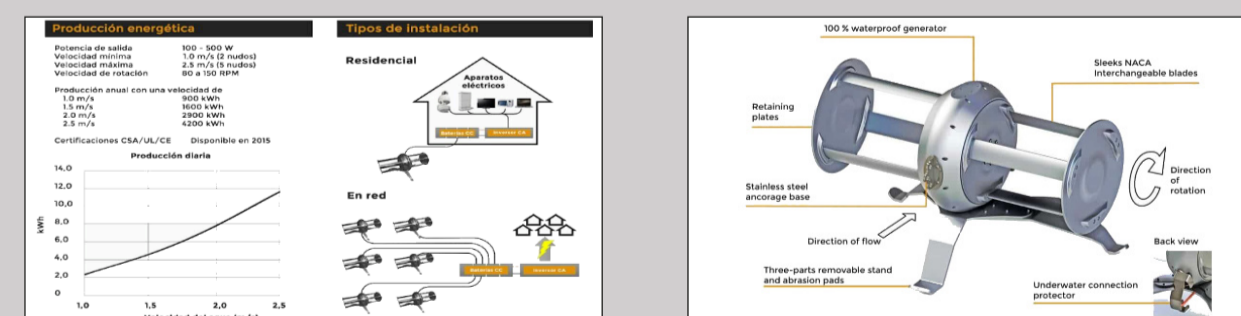 Producción energética
Potencia de salida 100 - 500 W
Velocidad mínima 1.0 m/s (2 nudos)
Velocidad máxima 2.5 m/s (5 nudos)
Velocidad de rotación 80 a 150 RPM
Producción anual con una velocidad de
1.0 m/s 900 kWh
1.5 m/s 1600 kWh
2.0 m/s 2900 kWh
2.5 m/s 4200 kWh
Certificaciones CSA/UL/CE Disponible en 2015
Producción diaria
kWh
14,0
12,0
10,0
8,0
6,0
4,0
2,0
0
1,0 1,5 2,0 2,5
Tipos de instalación
Residencial
Aparatos
eléctricos
Baterías CC Inversor CA
En red
Baterías CC Inversor CA
100 % waterproof generator
Sleeks NACA
Interchangeable blades
Retaining
plates
Stainless steel
ancorage base
Direction
of
rotation
Direction of flow
Back view
Three-parts removable stand
and abrasion pads
Underwater connection
protector